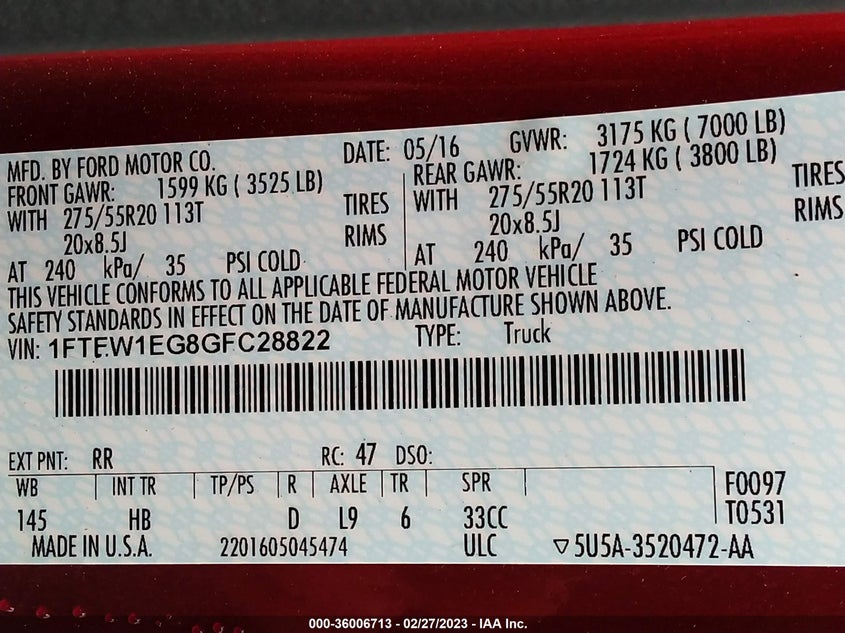 MFD. BY FORD MOTOR CO. DATE: 05/16 GVWR: 3175 KG ( 7000 LB)
FRONT GAWR: 1599 KG ( 3525 LB) REAR GAWR: 1724 KG ( 3800 LB)
WITH 275/55R20 113T TIRES WITH 275/55R20 113T TIRES
20x8.5J RIMS 20x8.5J RIMS
AT 240 kPa/ 35 PSI COLD AT 240 kPa/ 35 PSI COLD
THIS VEHICLE CONFORMS TO ALL APPLICABLE FEDERAL MOTOR VEHICLE
SAFETY STANDARDS IN EFFECT ON THE DATE OF MANUFACTURE SHOWN ABOVE.
VIN: 1FTEW1EG8GFC28822 TYPE: Truck
EXT PNT: RR RC: 47 DSO:
WB INT TR TP/PS R AXLE TR SPR F0097
145 HB D L9 6 33CC T0531
MADE IN U.S.A. 2201605045474 ULC ▽5U5A-3520472-AA
000-36006713 - 02/27/2023 - IAA Inc.